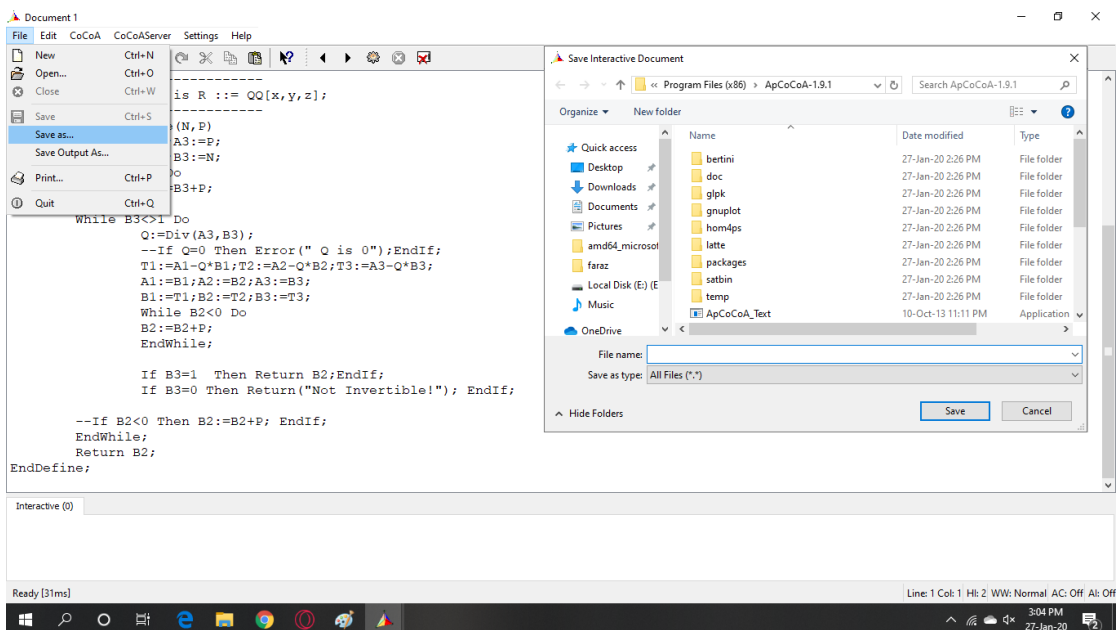 Document 1
File Edit CoCoA CoCoAServer Settings Help
New Ctrl+N
Open... Ctrl+O
Close Ctrl+W
Save Ctrl+S
Save as...
Save Output As...
Print... Ctrl+P
Quit Ctrl+Q
------------
is R ::= QQ[x,y,z];
------------
(N,P)
A3:=P;
B3:=N;
=B3+P;
While B3<>1 Do
Q:=Div(A3,B3);
--If Q=0 Then Error(" Q is 0");EndIf;
T1:=A1-Q*B1;T2:=A2-Q*B2;T3:=A3-Q*B3;
A1:=B1;A2:=B2;A3:=B3;
B1:=T1;B2:=T2;B3:=T3;
While B2<0 Do
B2:=B2+P;
EndWhile;
If B3=1 Then Return B2;EndIf;
If B3=0 Then Return("Not Invertible!"); EndIf;
--If B2<0 Then B2:=B2+P; EndIf;
EndWhile;
Return B2;
EndDefine;
Save Interactive Document
« Program Files (x86) > ApCoCoA-1.9.1
Search ApCoCoA-1.9.1
Organize New folder
Quick access
Desktop
Downloads
Documents
Pictures
amd64_microsof
faraz
Local Disk (E:) (E
Music
OneDrive
Name Date modified Type
bertini 27-Jan-20 2:26 PM File folder
doc 27-Jan-20 2:26 PM File folder
glpk 27-Jan-20 2:26 PM File folder
gnuplot 27-Jan-20 2:26 PM File folder
hom4ps 27-Jan-20 2:26 PM File folder
latte 27-Jan-20 2:26 PM File folder
packages 27-Jan-20 2:26 PM File folder
satbin 27-Jan-20 2:26 PM File folder
temp 27-Jan-20 2:26 PM File folder
ApCoCoA_Text 10-Oct-13 11:11 PM Application
File name:
Save as type: All Files (*.*)
Hide Folders
Save Cancel
Interactive (0)
Ready [31ms]
Line: 1 Col: 1 Hl: 2 WW: Normal AC: Off AI: Off
3:04 PM
27-Jan-20
2